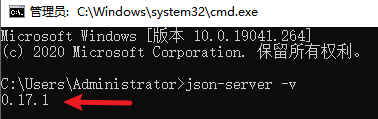 管理员: C:\Windows\system32\cmd.exe
Microsoft Windows [版本 10.0.19041.264]
(c) 2020 Microsoft Corporation. 保留所有权利。
C:\Users\Administrator>json-server -v
0.17.1